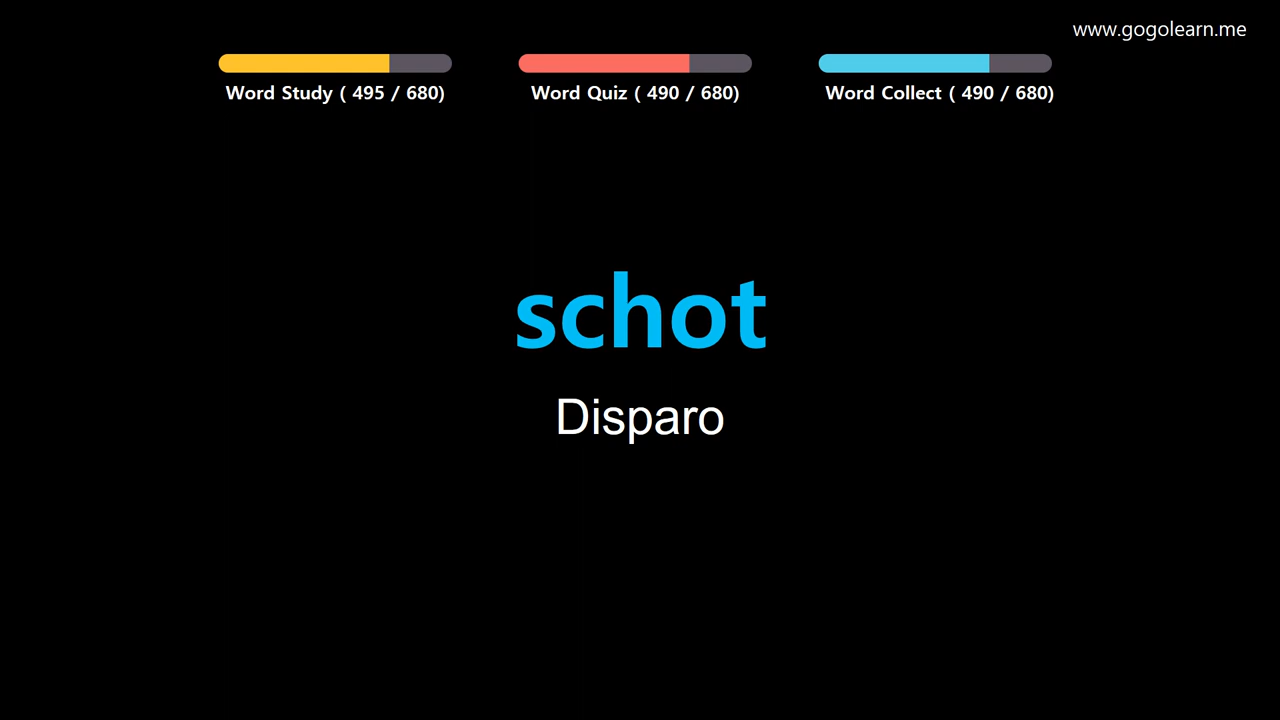 www.gogolearn.me
Word Study ( 495 / 680)
Word Quiz ( 490 / 680)
Word Collect ( 490 / 680)
schot
Disparo